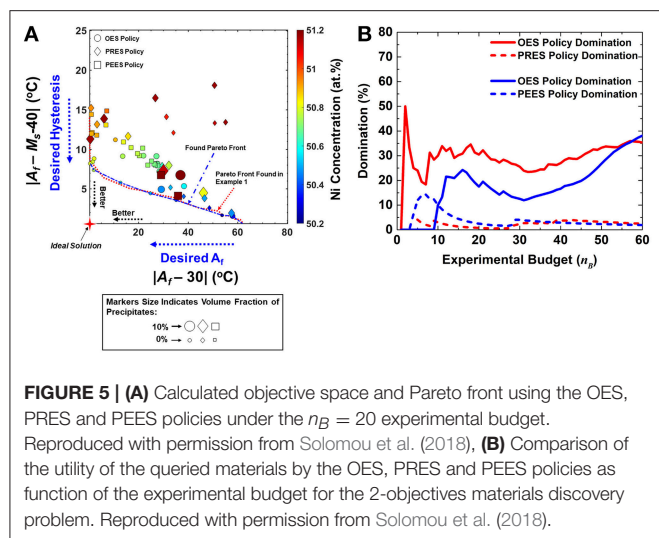 A
OES Policy
PRES Policy
PEES Policy
|Af – Ms-40| (ºC)
Desired Hysteresis
25
20
15
10
5
0
Found Pareto Front
Pareto Front Found in
Example 1
Better
Better
Ideal Solution
0 20 40 60 80
Desired Af
|Af – 30| (ºC)
51.2
51.0
50.8
50.6
50.4
50.2
Ni Concentration (at.%)
Markers Size Indicates Volume Fraction of
Precipitates:
10%
0%
B
OES Policy Domination
PRES Policy Domination
OES Policy Domination
PEES Policy Domination
Domination (%)
80
70
60
50
40
30
20
10
0
0 10 20 30 40 50 60
Experimental Budget (nB)
FIGURE 5 | (A) Calculated objective space and Pareto front using the OES,
PRES and PEES policies under the nB = 20 experimental budget.
Reproduced with permission from Solomou et al. (2018), (B) Comparison of
the utility of the queried materials by the OES, PRES and PEES policies as
function of the experimental budget for the 2-objectives materials discovery
problem. Reproduced with permission from Solomou et al. (2018).